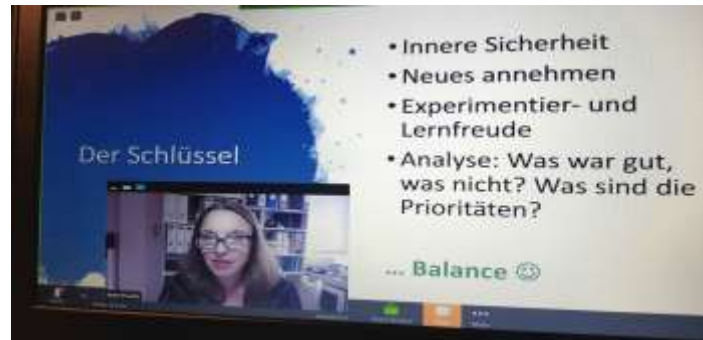 Der Schlüssel
• Innere Sicherheit
• Neues annehmen
• Experimentier- und
Lernfreude
• Analyse: Was war gut,
was nicht? Was sind die
Prioritäten?
... Balance ☺